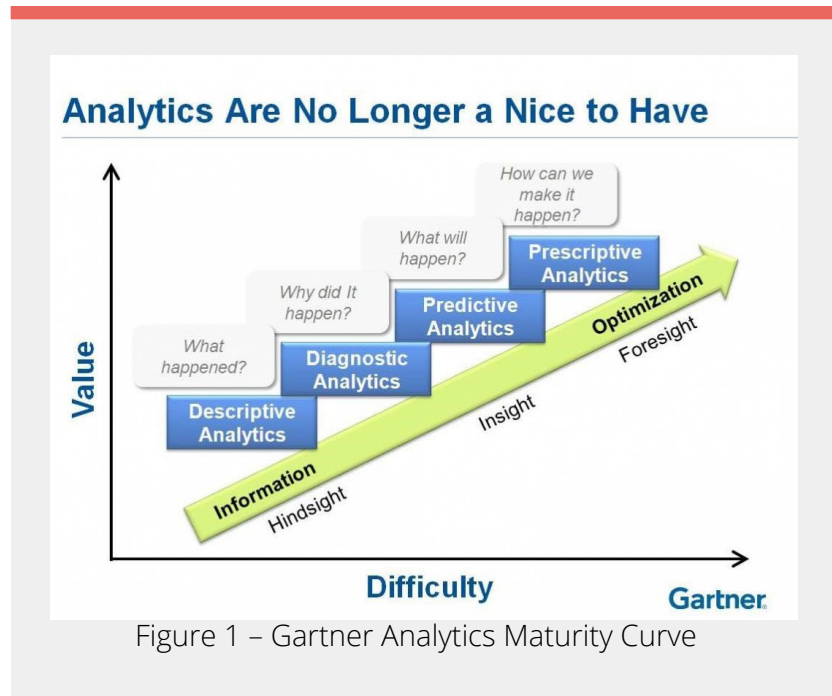 Analytics Are No Longer a Nice to Have
How can we
make it
happen?
What will
happen?
Prescriptive
Analytics
Why did It
happen?
Predictive
Analytics
What
happened?
Diagnostic
Analytics
Descriptive
Analytics
Value
Information
Optimization
Hindsight
Insight
Foresight
Difficulty
Gartner
Figure 1 – Gartner Analytics Maturity Curve